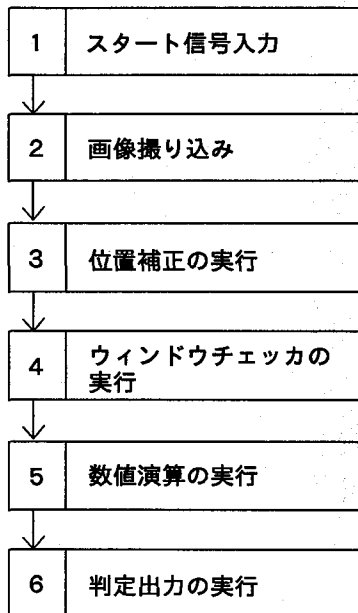 1 スタート信号入力
2 画像撮り込み
3 位置補正の実行
4 ウィンドウチェッカの
実行
5 数値演算の実行
6 判定出力の実行